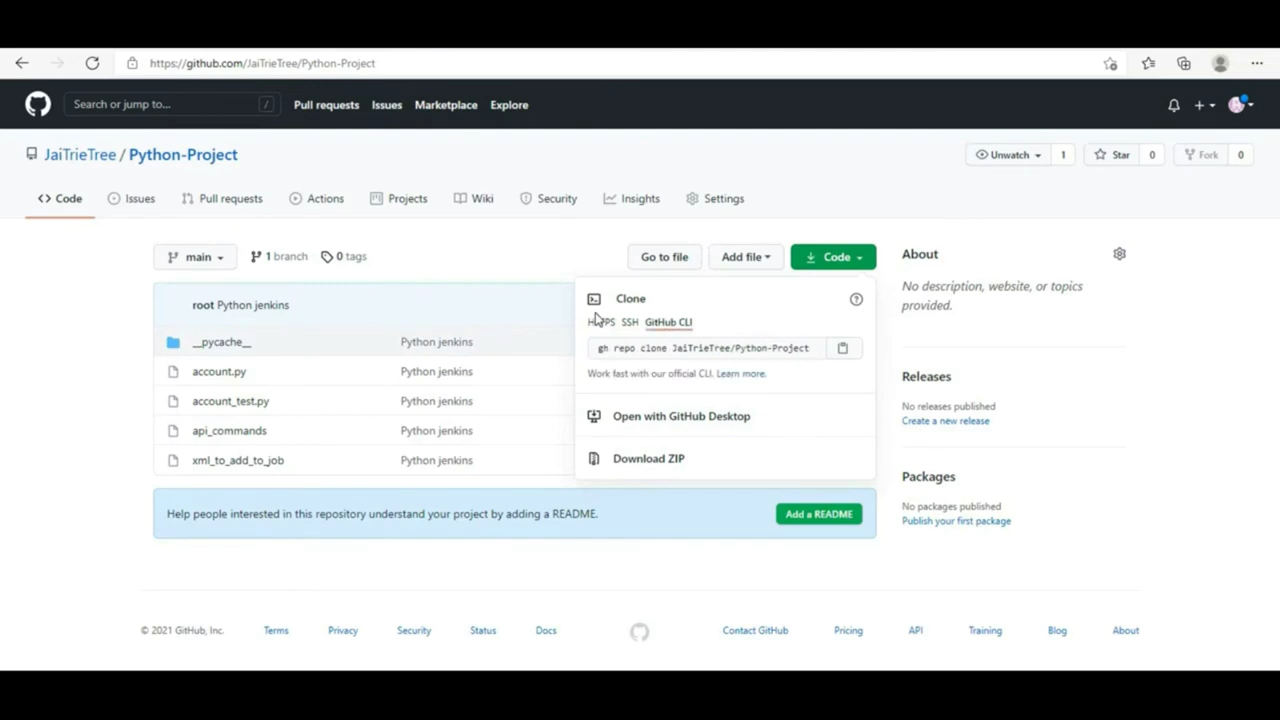 https://github.com/JaiTrieTree/Python-Project
Search or jump to... / Pull requests Issues Marketplace Explore
JaiTrieTree / Python-Project Unwatch 1 Star 0 Fork 0
Code Issues Pull requests Actions Projects Wiki Security Insights Settings
main 1 branch 0 tags Go to file Add file Code
About
No description, website, or topics
provided.
root Python jenkins
__pycache__ Python jenkins
account.py Python jenkins
account_test.py Python jenkins
api_commands Python jenkins
xml_to_add_to_job Python jenkins
Clone
SSH GitHub CLI
gh repo clone JaiTrieTree/Python-Project
Work fast with our official CLI. Learn more.
Open with GitHub Desktop
Download ZIP
Releases
No releases published
Create a new release
Packages
No packages published
Publish your first package
Help people interested in this repository understand your project by adding a README. Add a README
© 2021 GitHub, Inc. Terms Privacy Security Status Docs Contact GitHub Pricing API Training Blog About